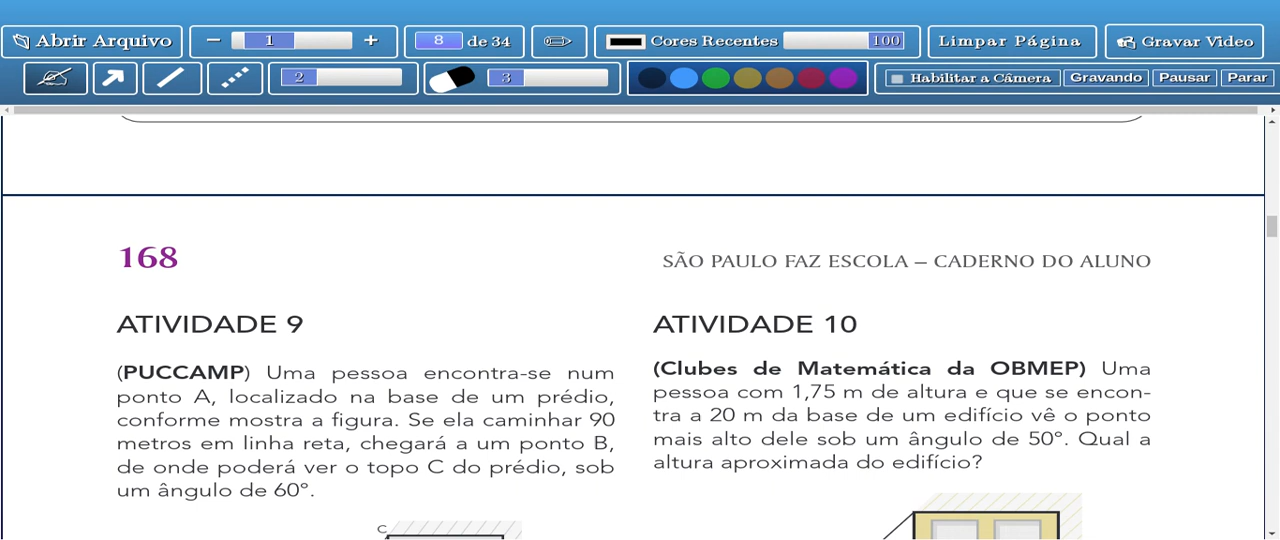 Abrir Arquivo − 1 + 8 de 34 Cores Recentes 100 Limpar Página Gravar Video
2 3 Habilitar a Câmera Gravando Pausar Parar
168
SÃO PAULO FAZ ESCOLA – CADERNO DO ALUNO
ATIVIDADE 9
(PUCCAMP) Uma pessoa encontra-se num
ponto A, localizado na base de um prédio,
conforme mostra a figura. Se ela caminhar 90
metros em linha reta, chegará a um ponto B,
de onde poderá ver o topo C do prédio, sob
um ângulo de 60°.
C
ATIVIDADE 10
(Clubes de Matemática da OBMEP) Uma
pessoa com 1,75 m de altura e que se encon-
tra a 20 m da base de um edifício vê o ponto
mais alto dele sob um ângulo de 50°. Qual a
altura aproximada do edifício?